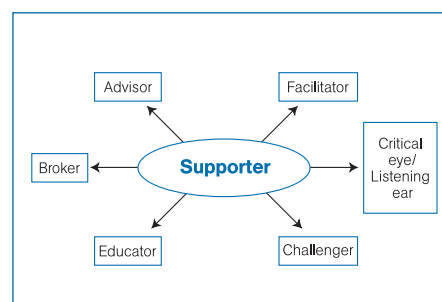 Advisor
Facilitator
Broker
Supporter
Critical
eye/
Listening
ear
Educator
Challenger